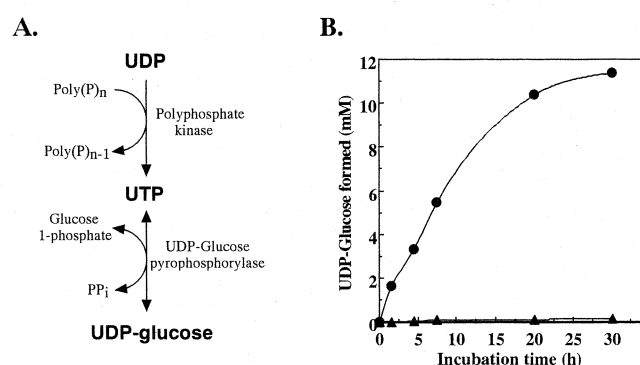 A.
UDP
Poly(P)n
Polyphosphate
kinase
Poly(P)n-1
UTP
Glucose
1-phosphate
UDP-Glucose
pyrophosphorylase
PPi
UDP-glucose
B.
UDP-Glucose formed (mM)
12
10
8
6
4
2
0
0
5
10
15
20
25
30
Incubation time (h)